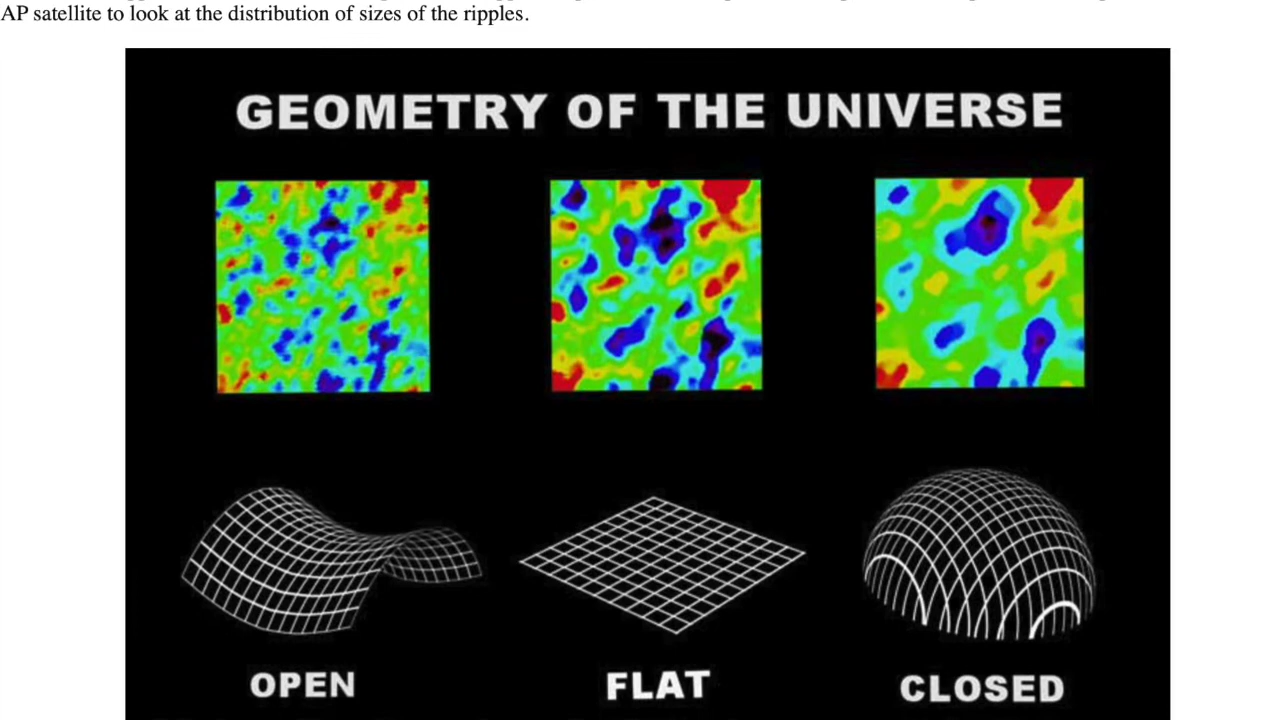 AP satellite to look at the distribution of sizes of the ripples.
GEOMETRY OF THE UNIVERSE
OPEN
FLAT
CLOSED